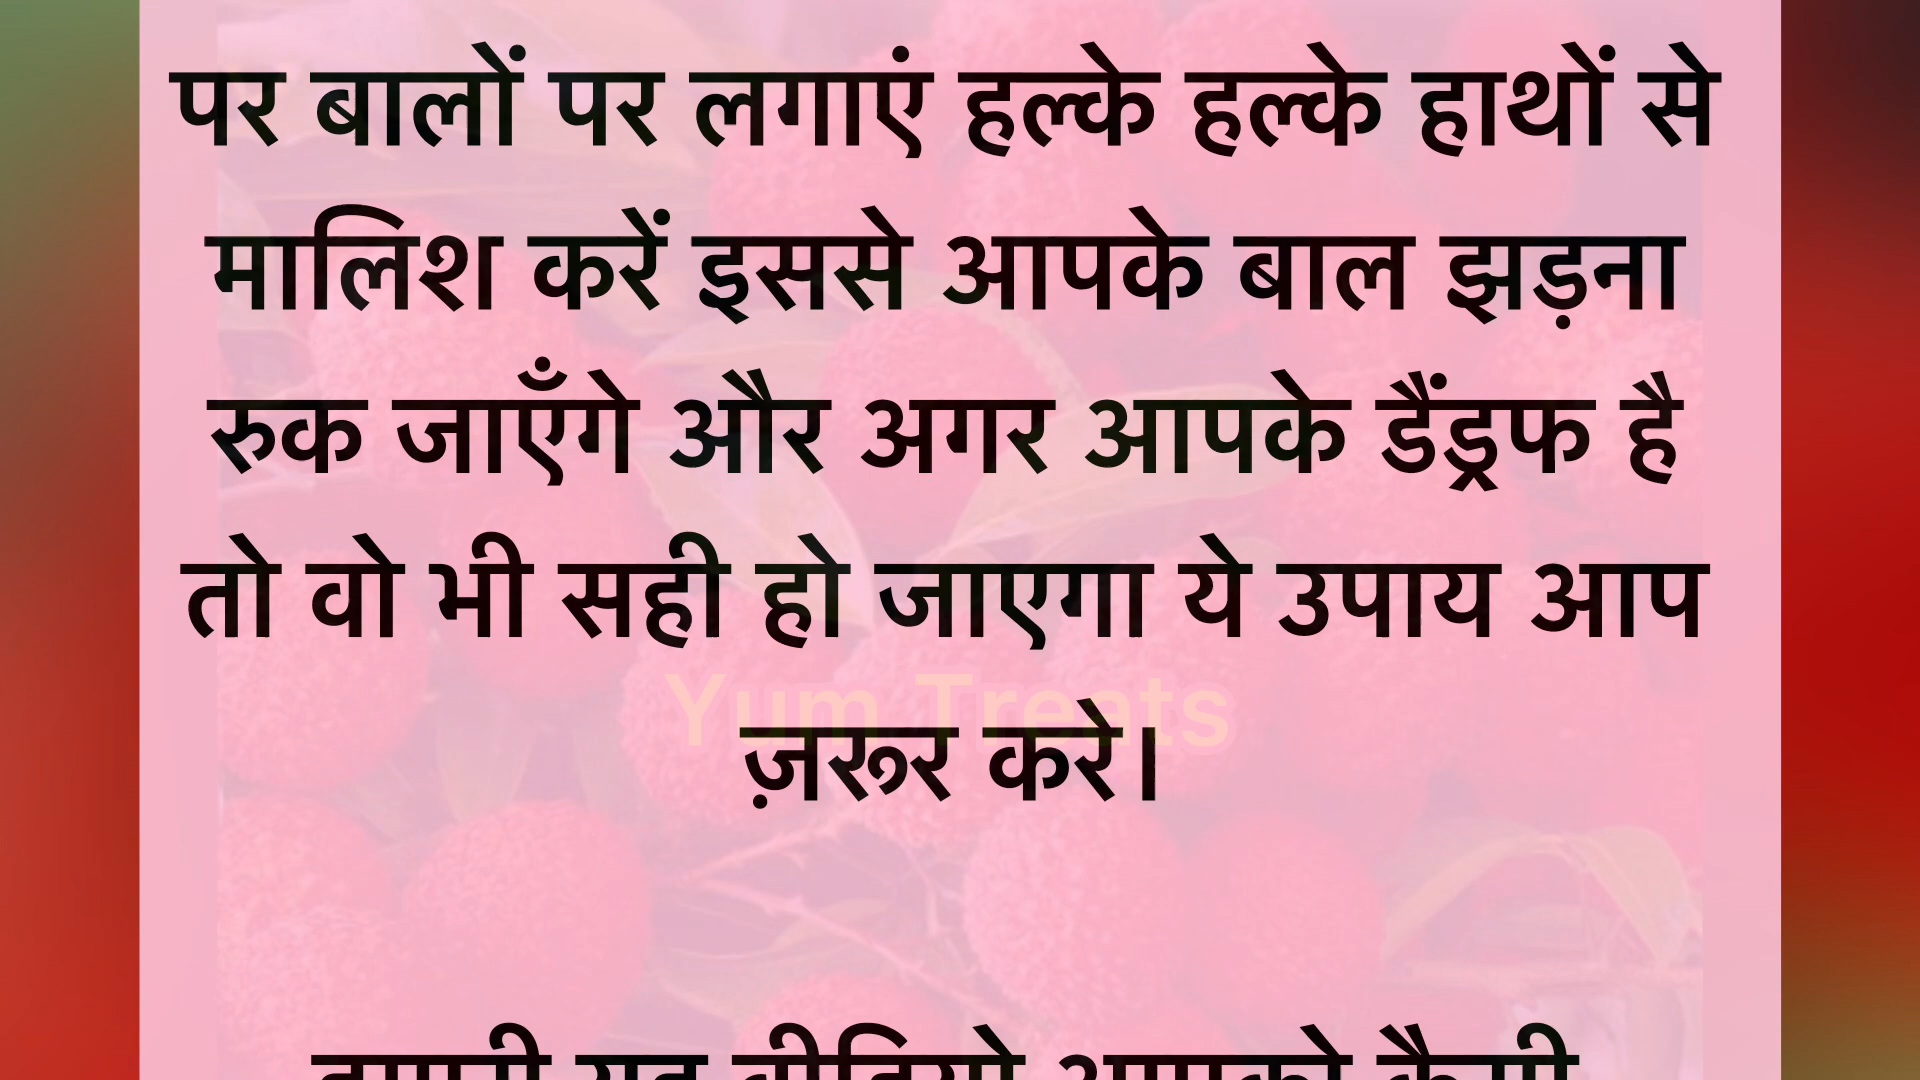 पर बालों पर लगाएं हल्के हल्के हाथों से
मालिश करें इससे आपके बाल झड़ना
रुक जाएँगे और अगर आपके डैंड्रफ है
तो वो भी सही हो जाएगा ये उपाय आप
Yum Treats
ज़रूर करे।